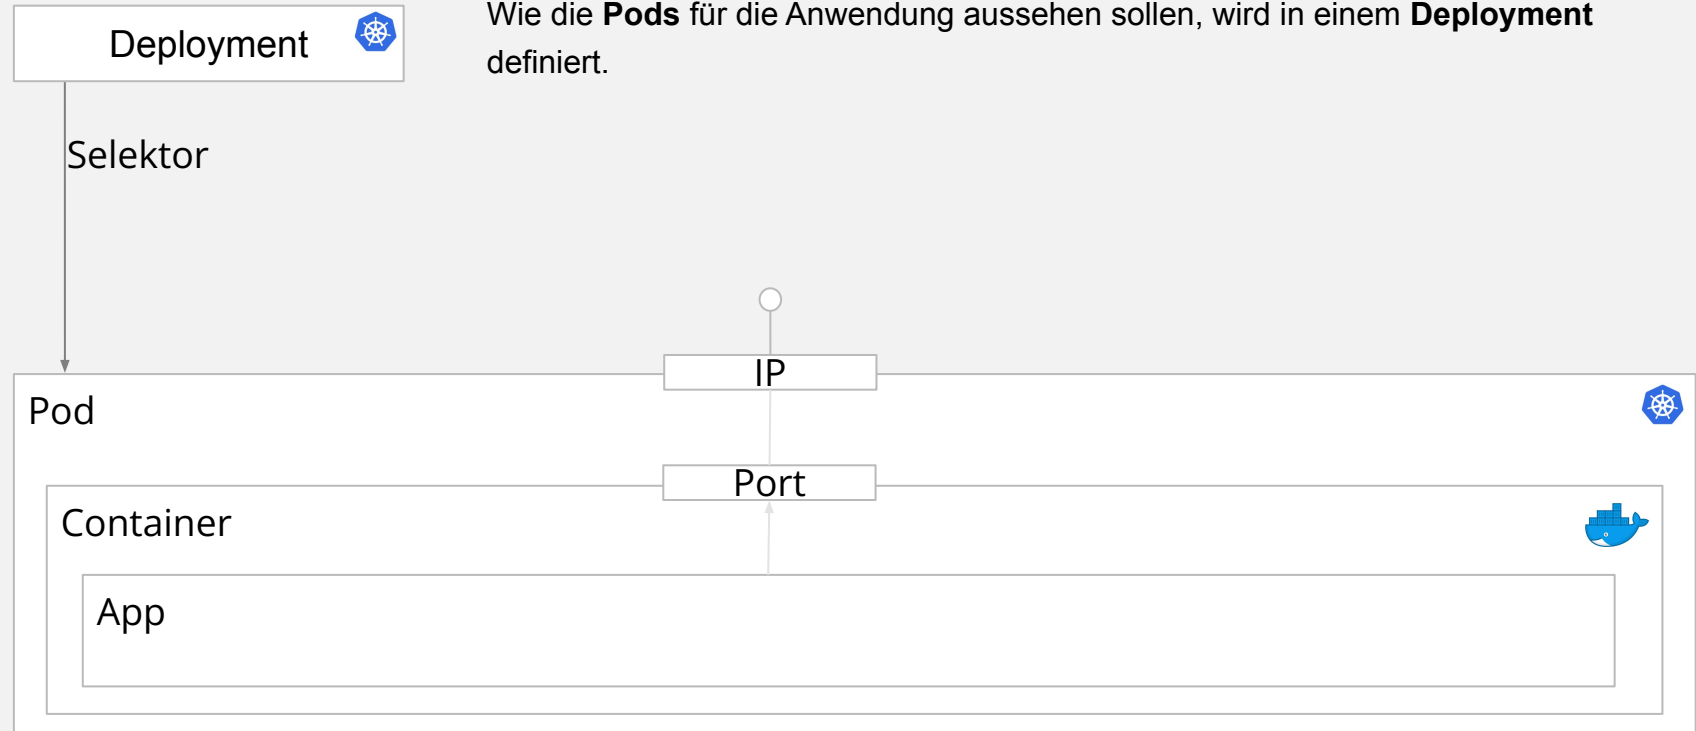 Deployment
Wie die Pods für die Anwendung aussehen sollen, wird in einem Deployment
definiert.
Selektor
IP
Pod
Port
Container
App